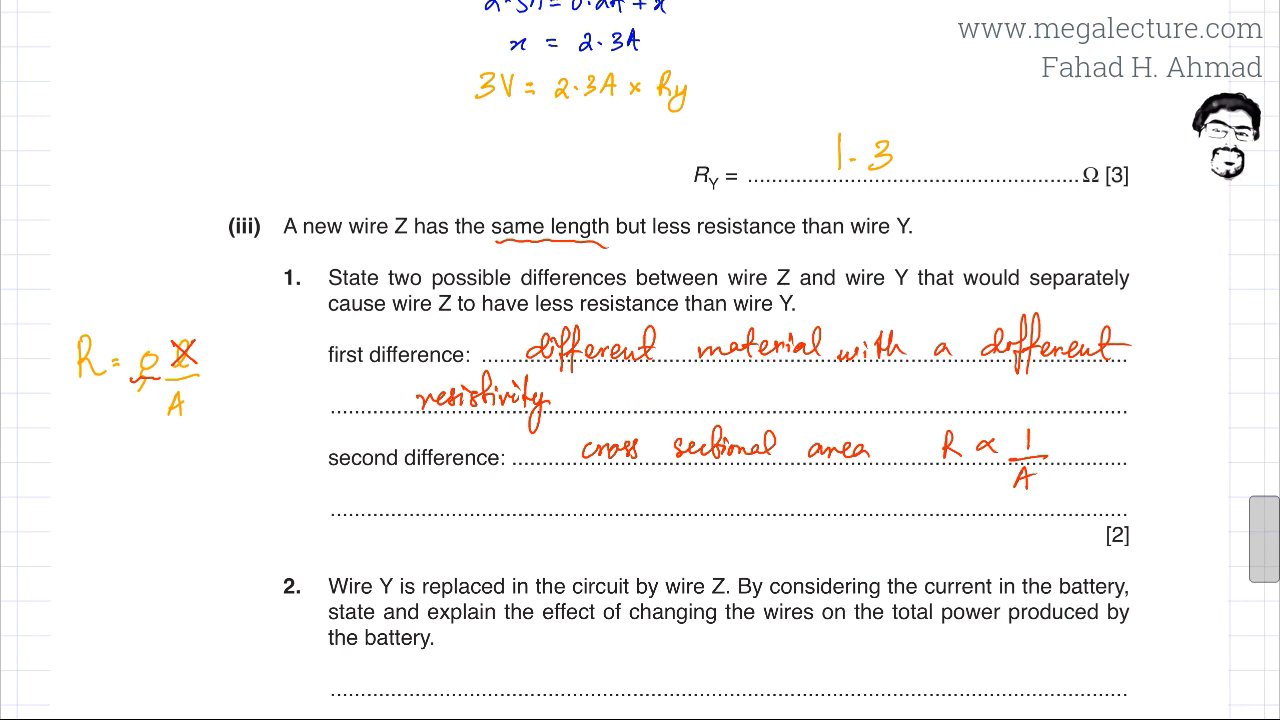 2.5A = 0.2A + x
www.megalecture.com
x = 2.3A
Fahad H. Ahmad
3V = 2.3A × Ry
1.3
RY = ........ Ω [3]
(iii) A new wire Z has the same length but less resistance than wire Y.
1. State two possible differences between wire Z and wire Y that would separately
cause wire Z to have less resistance than wire Y.
R = ρ l / A
first difference: different material with a different
resistivity
second difference: cross sectional area R ∝ 1/A
[2]
2. Wire Y is replaced in the circuit by wire Z. By considering the current in the battery,
state and explain the effect of changing the wires on the total power produced by
the battery.